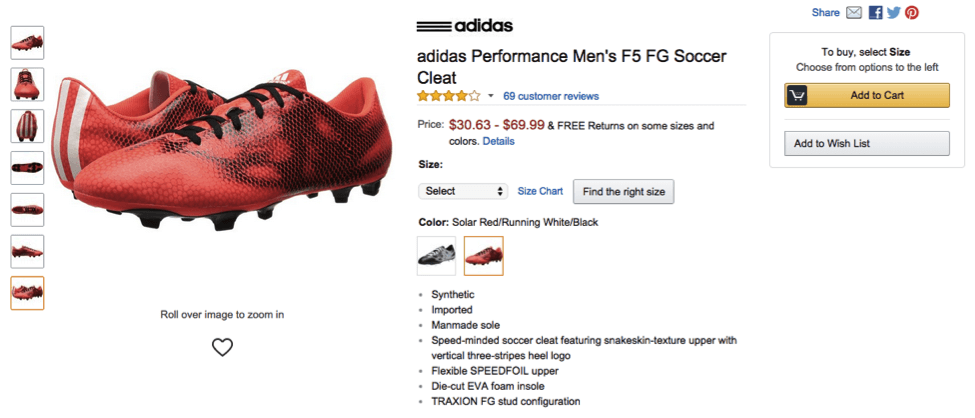 Share
adidas
adidas Performance Men's F5 FG Soccer
Cleat
69 customer reviews
Price: $30.63 - $69.99 & FREE Returns on some sizes and
colors. Details
Size:
Select
Size Chart
Find the right size
Color: Solar Red/Running White/Black
Synthetic
Imported
Manmade sole
Speed-minded soccer cleat featuring snakeskin-texture upper with
vertical three-stripes heel logo
Flexible SPEEDFOIL upper
Die-cut EVA foam insole
TRAXION FG stud configuration
Roll over image to zoom in
To buy, select Size
Choose from options to the left
Add to Cart
Add to Wish List